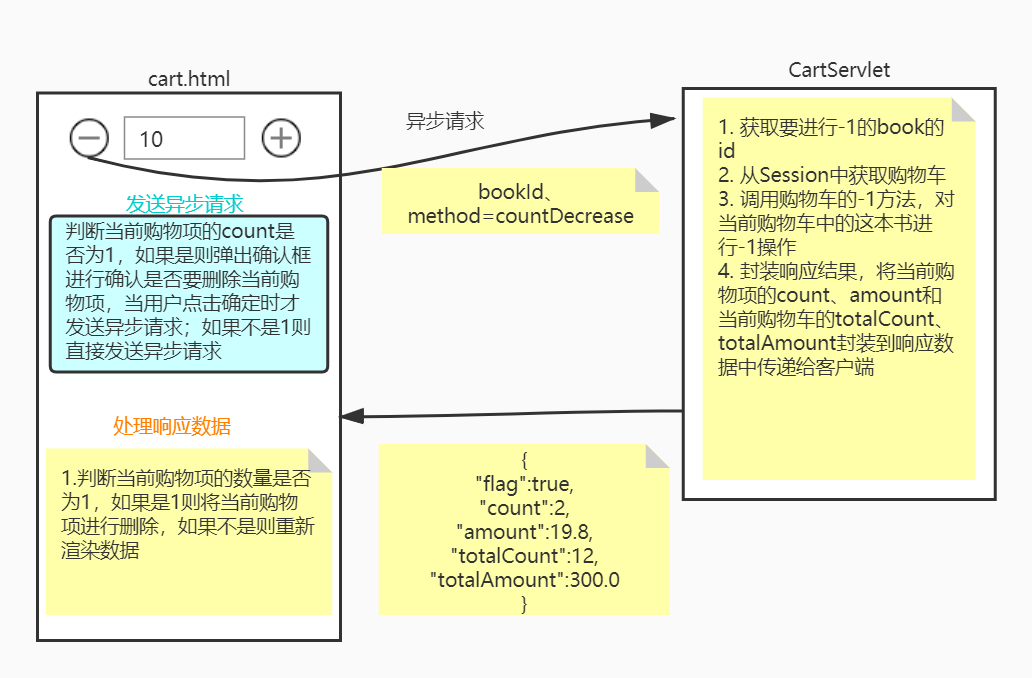 cart.html
10
发送异步请求
判断当前购物项的count是
否为1，如果是则弹出确认框
进行确认是否要删除当前购
物项，当用户点击确定时才
发送异步请求；如果不是1则
直接发送异步请求
处理响应数据
1.判断当前购物项的数量是否
为1，如果是1则将当前购物
项进行删除，如果不是则重新
渲染数据
异步请求
bookId、
method=countDecrease
{
"flag":true,
"count":2,
"amount":19.8,
"totalCount":12,
"totalAmount":300.0
}
CartServlet
1. 获取要进行-1的book的
id
2. 从Session中获取购物车
3. 调用购物车的-1方法，对
当前购物车中的这本书进
行-1操作
4. 封装响应结果，将当前购
物项的count、amount和
当前购物车的totalCount、
totalAmount封装到响应数
据中传递给客户端